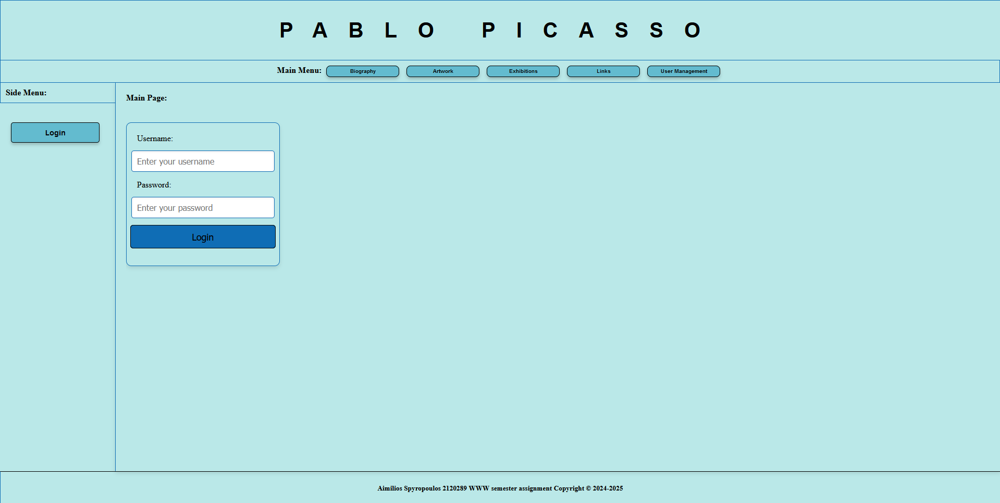 PABLO PICASSO
Main Menu: Biography Artwork Exhibitions Links User Management
Side Menu:
Login
Main Page:
Username:
Enter your username
Password:
Enter your password
Login
Aimilios Spyropoulos 2120289 WWW semester assignment Copyright © 2024-2025